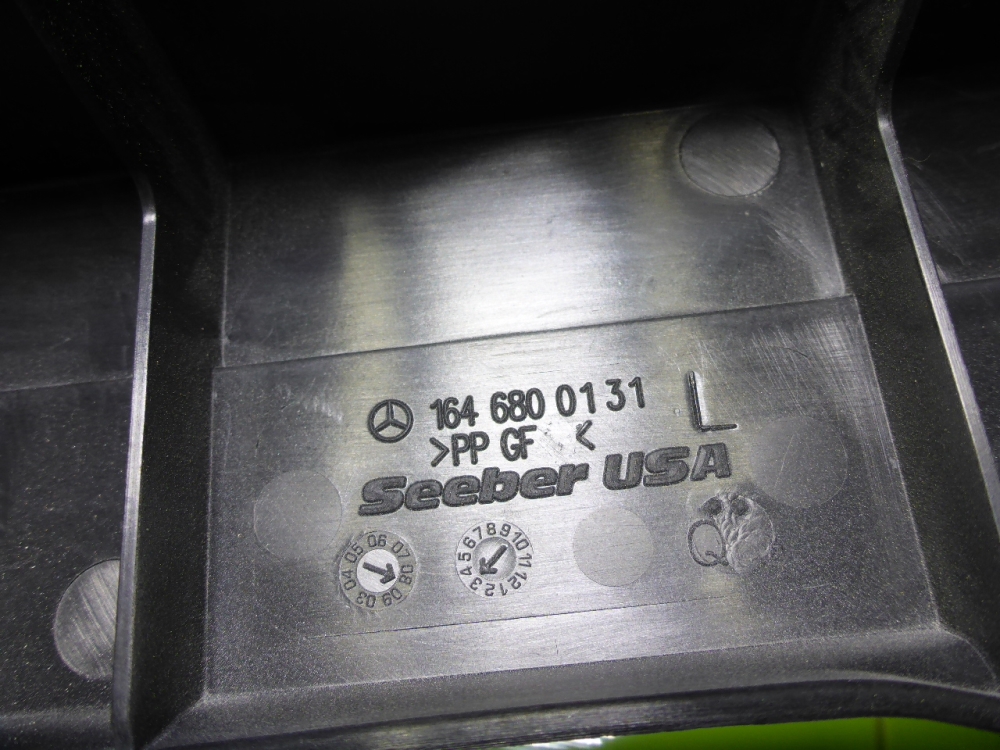 164 680 01 31 L
>PP GF <
Seeber USA
03 04 05 06 07 08 09
1 2 3 4 5 6 7 8 9 10 11 12